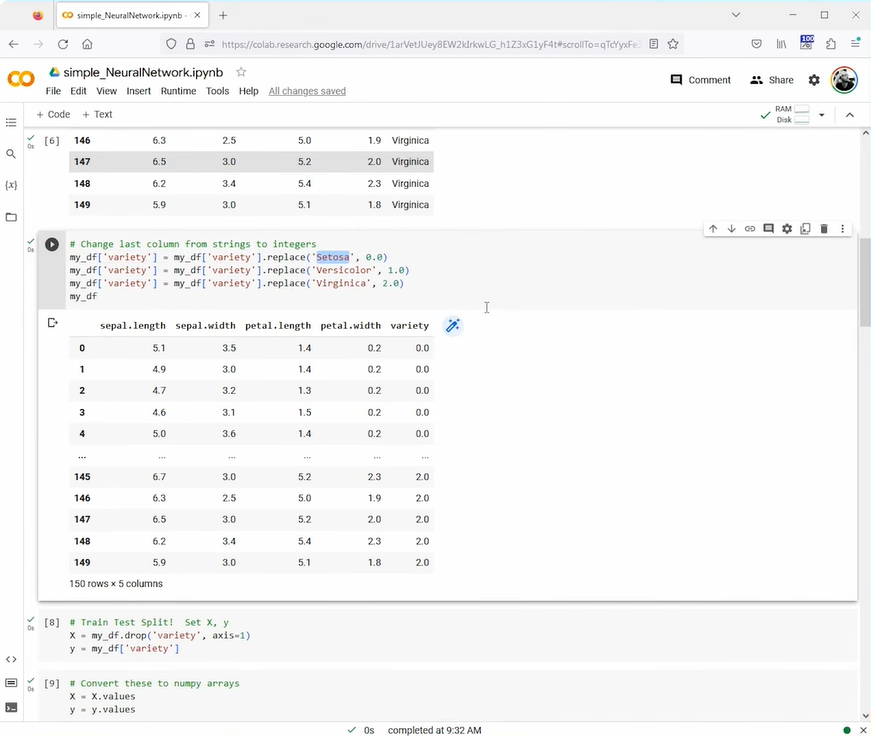 simple_NeuralNetwork.ipynb -
https://colab.research.google.com/drive/1arVetJUey8EW2kIrkwLG_h1Z3xG1yF4t#scrollTo=qTcYyxFe
100
simple_NeuralNetwork.ipynb
Comment
Share
File Edit View Insert Runtime Tools Help All changes saved
+ Code + Text
RAM
Disk
[6] 146 6.3 2.5 5.0 1.9 Virginica
0s
147 6.5 3.0 5.2 2.0 Virginica
148 6.2 3.4 5.4 2.3 Virginica
149 5.9 3.0 5.1 1.8 Virginica
0s
# Change last column from strings to integers
my_df['variety'] = my_df['variety'].replace('Setosa', 0.0)
my_df['variety'] = my_df['variety'].replace('Versicolor', 1.0)
my_df['variety'] = my_df['variety'].replace('Virginica', 2.0)
my_df
sepal.length sepal.width petal.length petal.width variety
0 5.1 3.5 1.4 0.2 0.0
1 4.9 3.0 1.4 0.2 0.0
2 4.7 3.2 1.3 0.2 0.0
3 4.6 3.1 1.5 0.2 0.0
4 5.0 3.6 1.4 0.2 0.0
... ... ... ... ... ...
145 6.7 3.0 5.2 2.3 2.0
146 6.3 2.5 5.0 1.9 2.0
147 6.5 3.0 5.2 2.0 2.0
148 6.2 3.4 5.4 2.3 2.0
149 5.9 3.0 5.1 1.8 2.0
150 rows × 5 columns
[8] # Train Test Split! Set X, y
0s
X = my_df.drop('variety', axis=1)
y = my_df['variety']
[9] # Convert these to numpy arrays
0s
X = X.values
y = y.values
0s completed at 9:32 AM